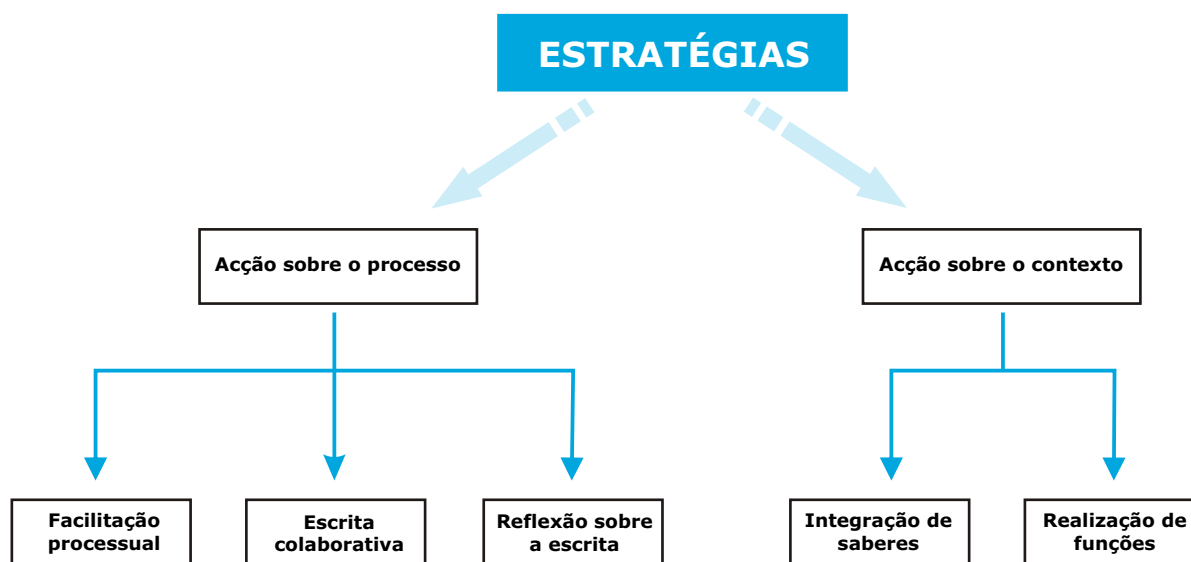 ESTRATÉGIAS
Acção sobre o processo
Acção sobre o contexto
Facilitação
processual
Escrita
colaborativa
Reflexão sobre
a escrita
Integração de
saberes
Realização de
funções